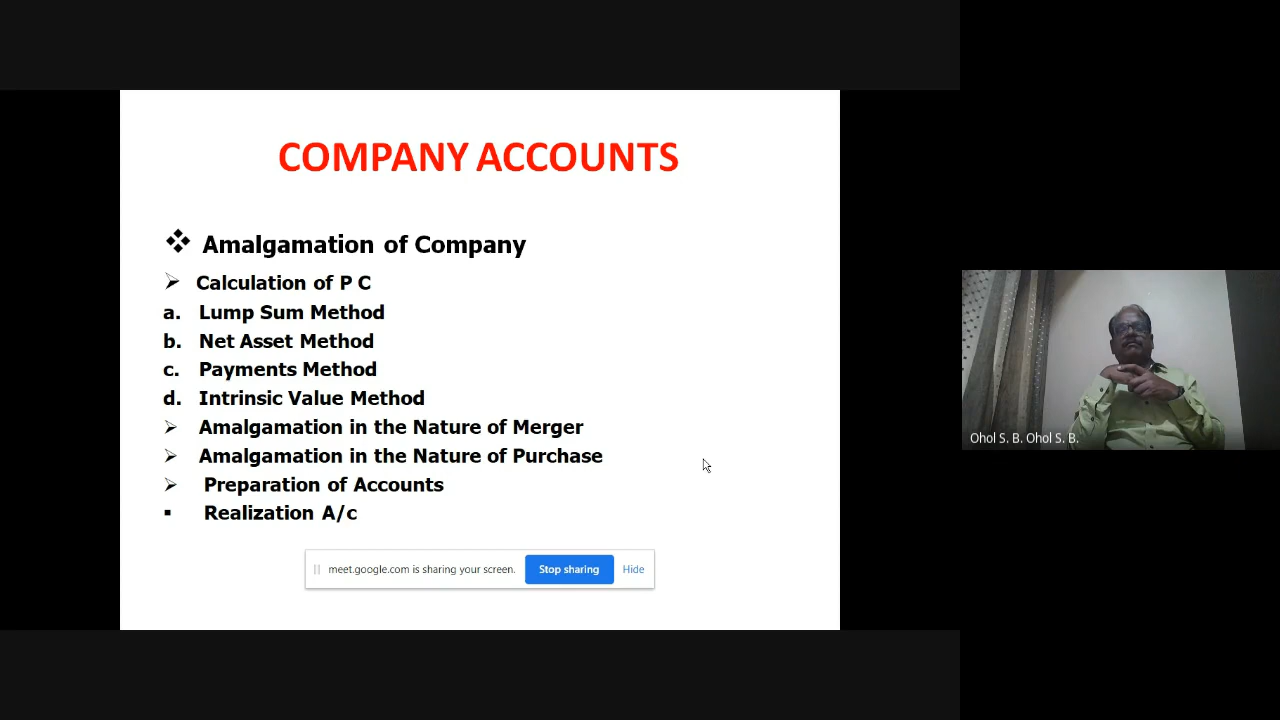 COMPANY ACCOUNTS
Amalgamation of Company
Calculation of P C
a. Lump Sum Method
b. Net Asset Method
c. Payments Method
d. Intrinsic Value Method
Amalgamation in the Nature of Merger
Amalgamation in the Nature of Purchase
Preparation of Accounts
Realization A/c
meet.google.com is sharing your screen. Stop sharing Hide
Ohol S. B. Ohol S. B.